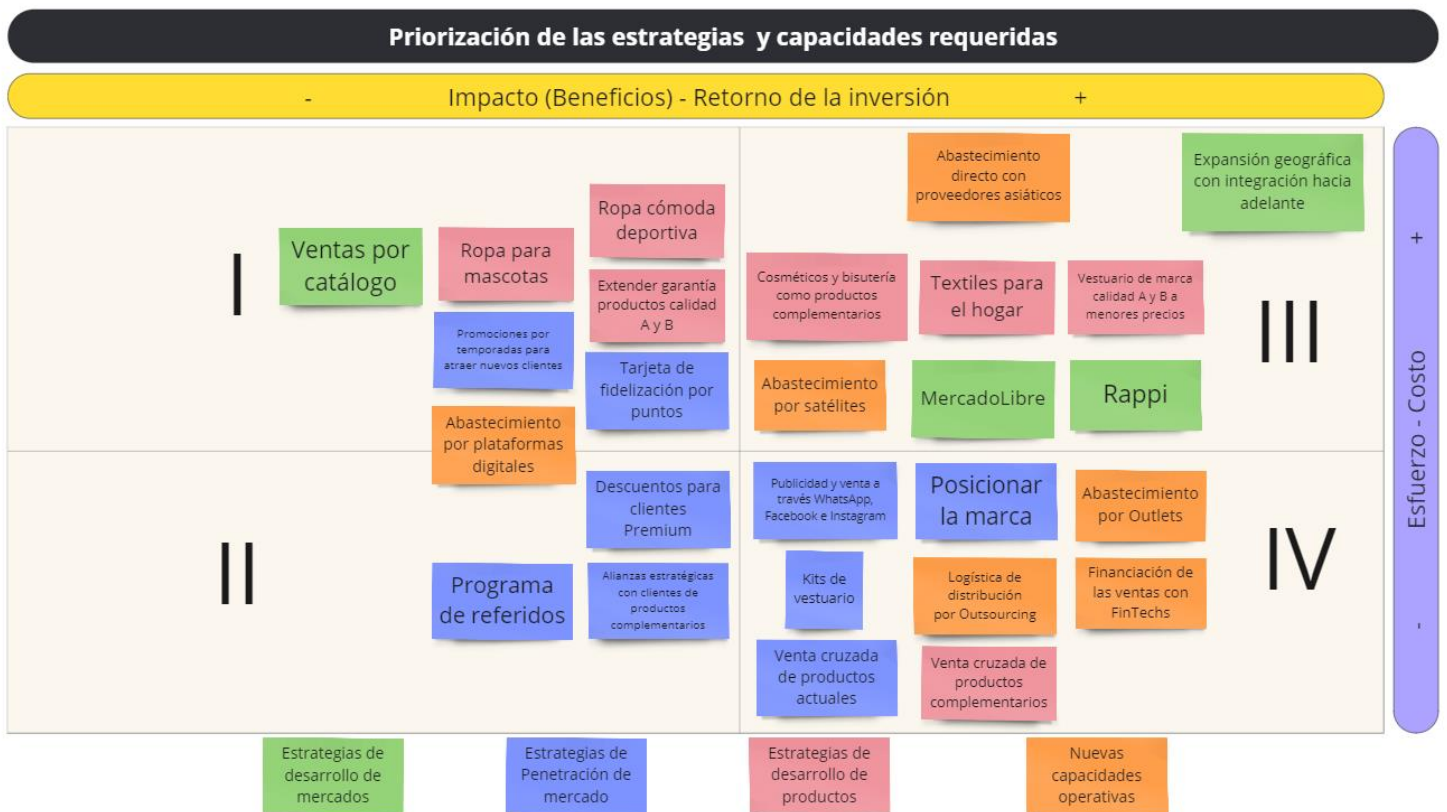 Priorización de las estrategias y capacidades requeridas
- Impacto (Beneficios) - Retorno de la inversión +
I
Ventas por
catálogo
Ropa para
mascotas
Ropa cómoda
deportiva
Extender garantía
productos calidad
A y B
Promociones por
temporadas para
atraer nuevos clientes
Tarjeta de
fidelización por
puntos
Abastecimiento
por plataformas
digitales
Abastecimiento
directo con
proveedores asiáticos
Expansión geográfica
con integración hacia
adelante
Cosméticos y bisutería
como productos
complementarios
Textiles para
el hogar
Vestuario de marca
calidad A y B a
menores precios
III
Abastecimiento
por satélites
MercadoLibre
Rappi
II
Descuentos para
clientes
Premium
Programa
de referidos
Alianzas estratégicas
con clientes de
productos
complementarios
Publicidad y venta a
través WhatsApp,
Facebook e Instagram
Posicionar
la marca
Abastecimiento
por Outlets
IV
Kits de
vestuario
Logística de
distribución
por Outsourcing
Financiación de
las ventas con
FinTechs
Venta cruzada
de productos
actuales
Venta cruzada de
productos
complementarios
+
Esfuerzo - Costo
-
Estrategias de
desarrollo de
mercados
Estrategias de
Penetración de
mercado
Estrategias de
desarrollo de
productos
Nuevas
capacidades
operativas